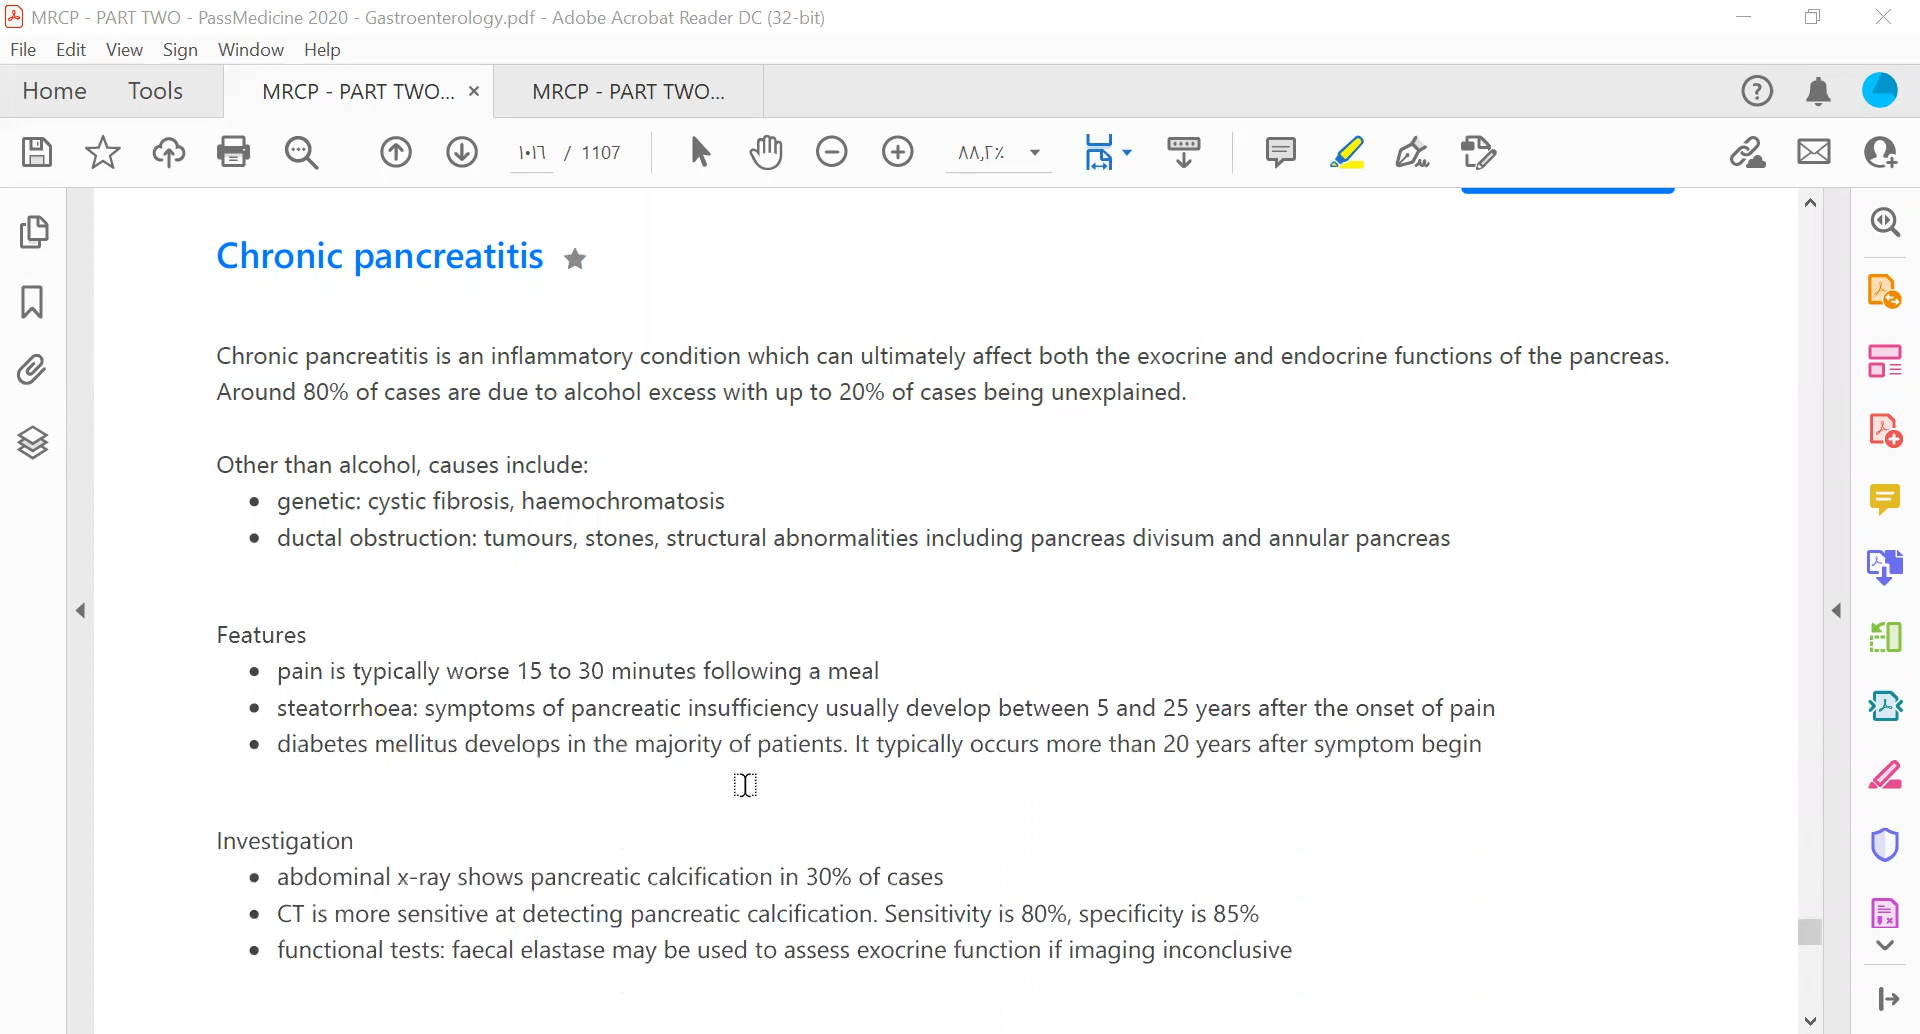 MRCP - PART TWO - PassMedicine 2020 - Gastroenterology.pdf - Adobe Acrobat Reader DC (32-bit)
File Edit View Sign Window Help
Home Tools MRCP - PART TWO... MRCP - PART TWO...
١٠١٦ / 1107 ٨٨,٢٪
Chronic pancreatitis
Chronic pancreatitis is an inflammatory condition which can ultimately affect both the exocrine and endocrine functions of the pancreas.
Around 80% of cases are due to alcohol excess with up to 20% of cases being unexplained.
Other than alcohol, causes include:
• genetic: cystic fibrosis, haemochromatosis
• ductal obstruction: tumours, stones, structural abnormalities including pancreas divisum and annular pancreas
Features
• pain is typically worse 15 to 30 minutes following a meal
• steatorrhoea: symptoms of pancreatic insufficiency usually develop between 5 and 25 years after the onset of pain
• diabetes mellitus develops in the majority of patients. It typically occurs more than 20 years after symptom begin
Investigation
• abdominal x-ray shows pancreatic calcification in 30% of cases
• CT is more sensitive at detecting pancreatic calcification. Sensitivity is 80%, specificity is 85%
• functional tests: faecal elastase may be used to assess exocrine function if imaging inconclusive